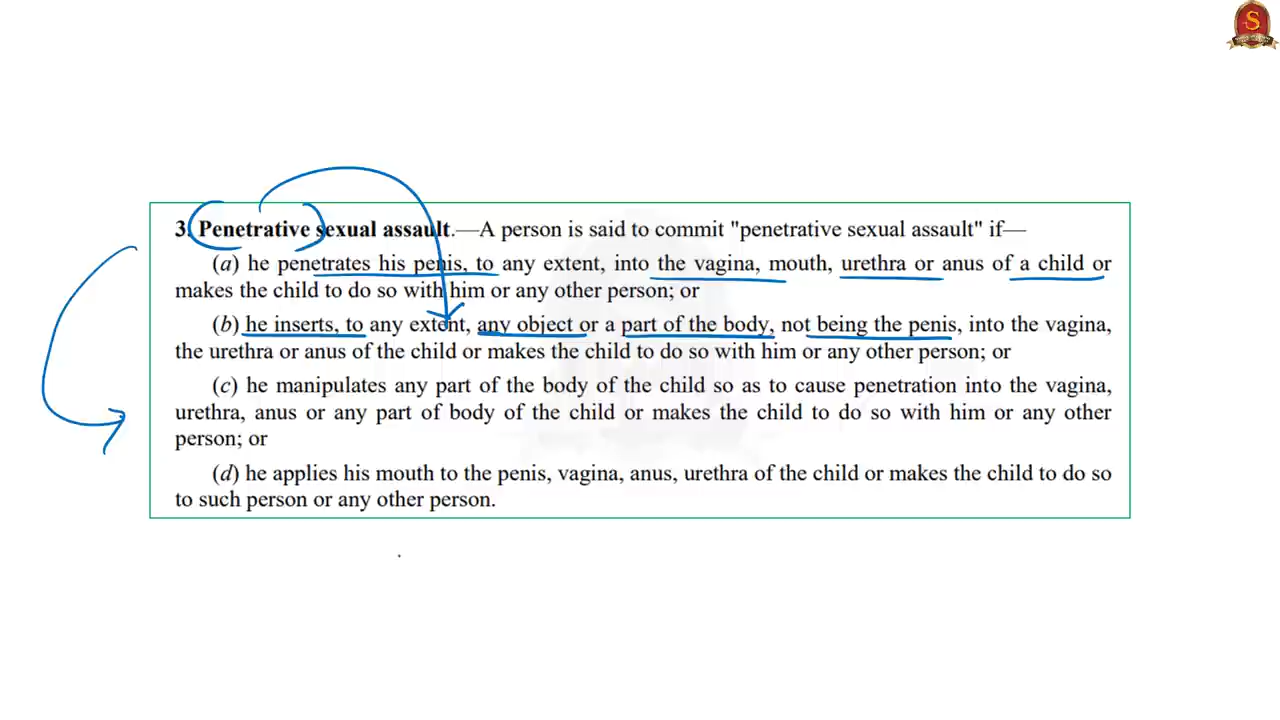 S
3. Penetrative sexual assault.—A person is said to commit "penetrative sexual assault" if—
(a) he penetrates his penis, to any extent, into the vagina, mouth, urethra or anus of a child or
makes the child to do so with him or any other person; or
(b) he inserts, to any extent, any object or a part of the body, not being the penis, into the vagina,
the urethra or anus of the child or makes the child to do so with him or any other person; or
(c) he manipulates any part of the body of the child so as to cause penetration into the vagina,
urethra, anus or any part of body of the child or makes the child to do so with him or any other
person; or
(d) he applies his mouth to the penis, vagina, anus, urethra of the child or makes the child to do so
to such person or any other person.